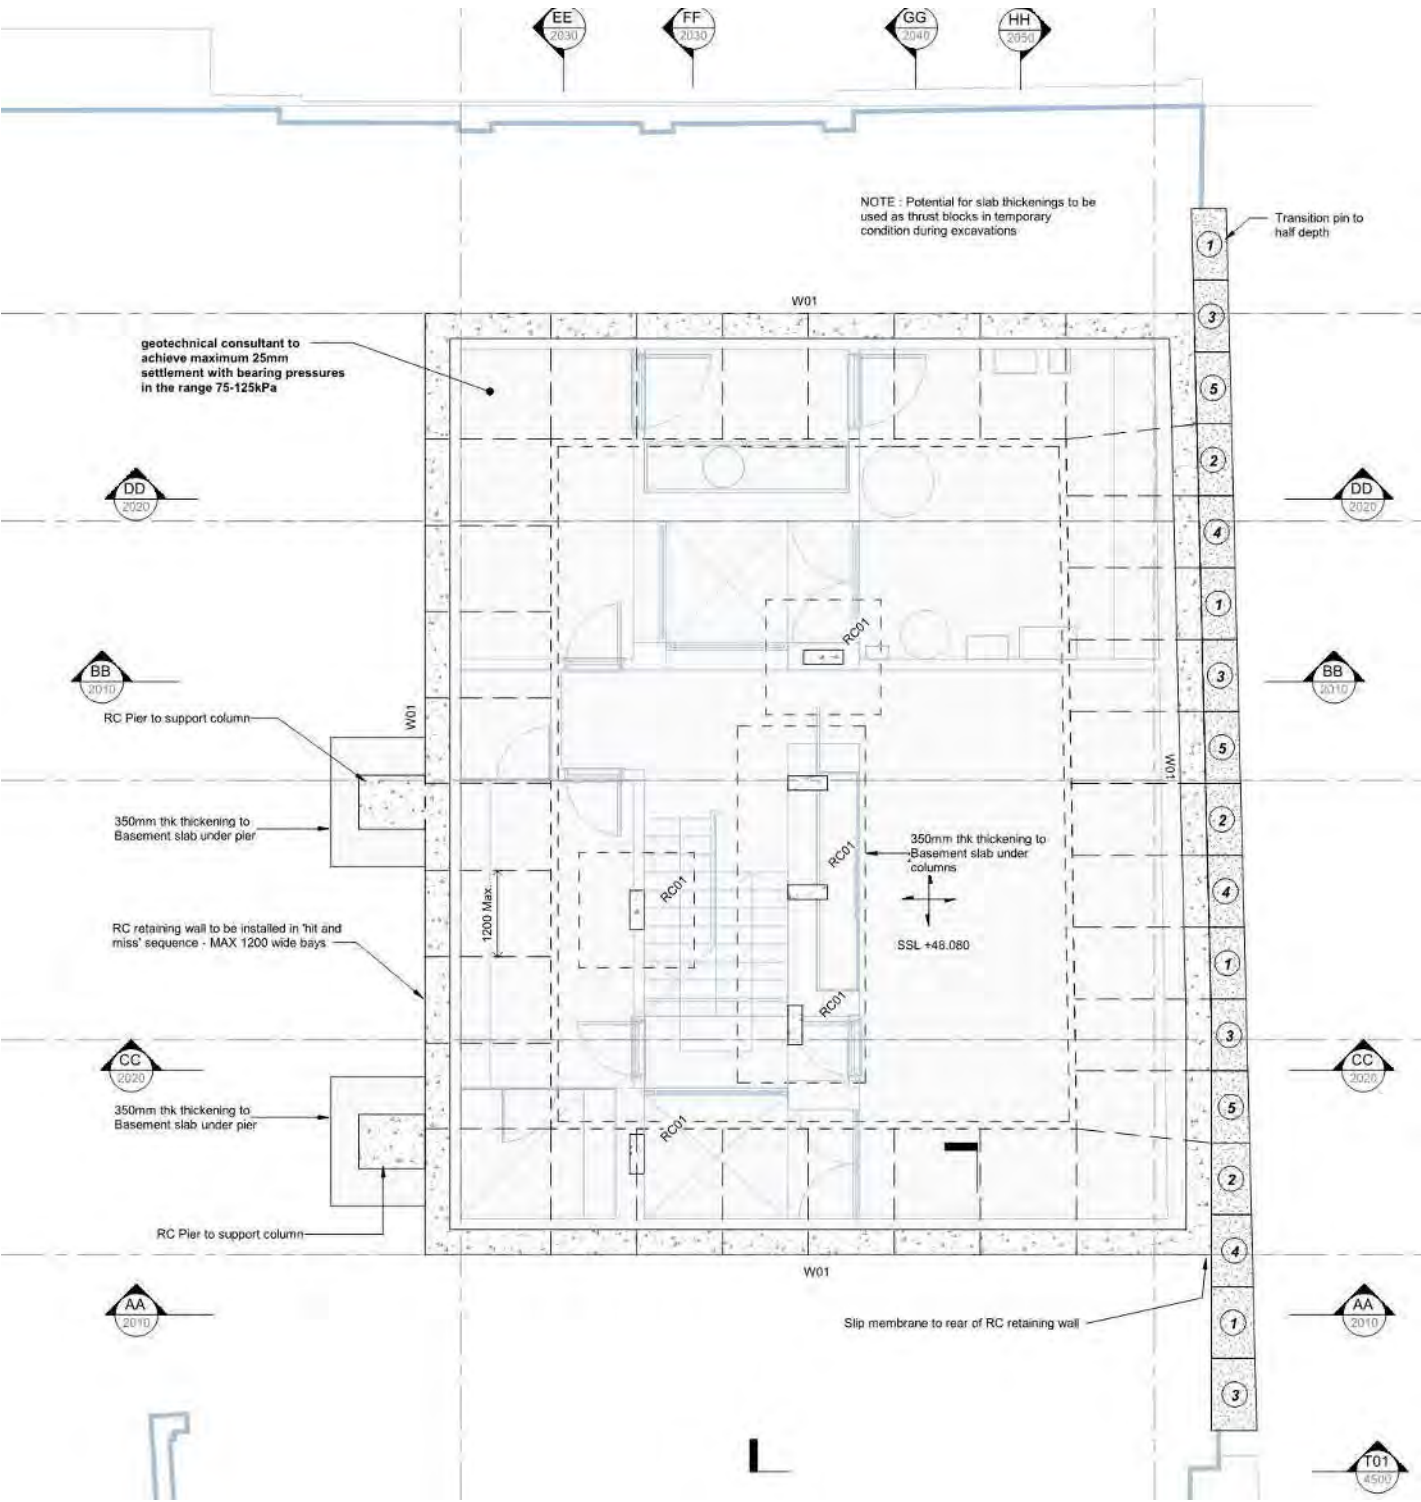 EE
2030
FF
2030
GG
2040
HH
2050
NOTE : Potential for slab thickenings to be
used as thrust blocks in temporary
condition during excavations
Transition pin to
half depth
1
3
5
2
4
1
3
5
2
4
1
3
5
2
4
1
3
W01
geotechnical consultant to
achieve maximum 25mm
settlement with bearing pressures
in the range 75-125kPa
DD
2020
DD
2020
RC01
BB
2010
BB
2010
RC Pier to support column
W01
W01
350mm thk thickening to
Basement slab under pier
350mm thk thickening to
Basement slab under
columns
RC01
RC01
1200 Max.
RC retaining wall to be installed in 'hit and
miss' sequence - MAX 1200 wide bays
SSL +48.080
RC01
CC
2020
CC
2020
350mm thk thickening to
Basement slab under pier
RC01
RC Pier to support column
W01
AA
2010
AA
2010
Slip membrane to rear of RC retaining wall
T01
4500